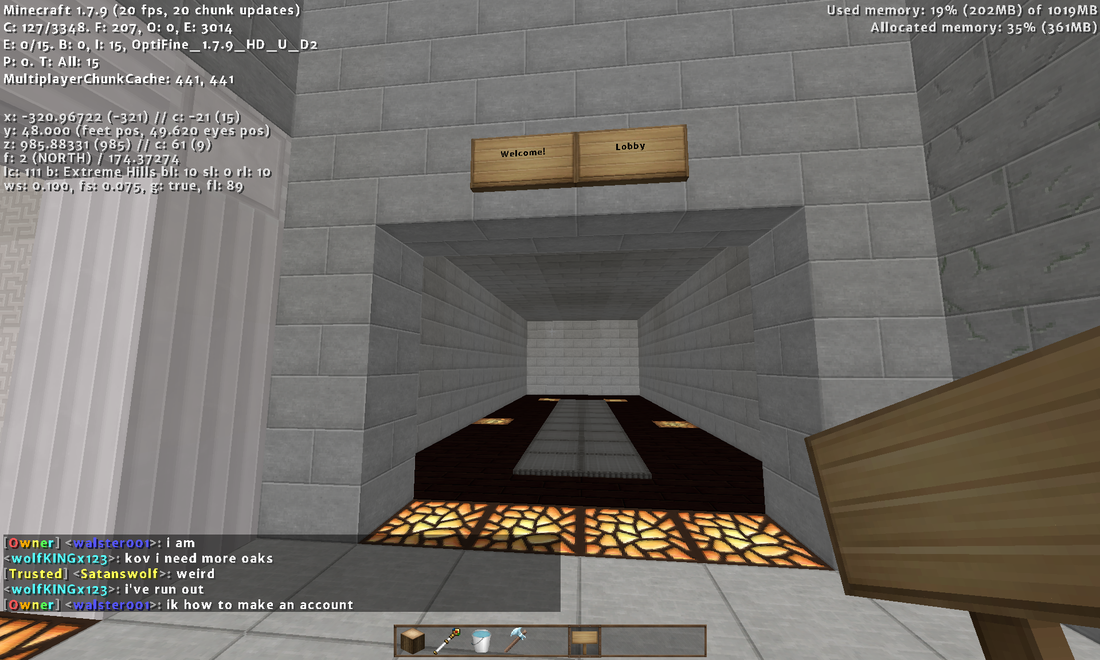 Minecraft 1.7.9 (20 fps, 20 chunk updates)
C: 127/3348. F: 207, O: 0, E: 3014
E: 0/15. B: 0, I: 15, OptiFine_1.7.9_HD_U_D2
P: 0. T: All: 15
MultiplayerChunkCache: 441, 441
x: -320.96722 (-321) // c: -21 (15)
y: 48.000 (feet pos, 49.620 eyes pos)
z: 985.88331 (985) // c: 61 (9)
f: 2 (NORTH) / 174.37274
lc: 111 b: Extreme Hills bl: 10 sl: 0 rl: 10
ws: 0.100, fs: 0.075, g: true, fl: 89
Used memory: 19% (202MB) of 1019MB
Allocated memory: 35% (361MB)
Welcome!
Lobby
[Owner] <walster001>: i am
<wolfKINGx123>: kov i need more oaks
[Trusted] <Satanswolf>: weird
<wolfKINGx123>: i've run out
[Owner] <walster001>: ik how to make an account